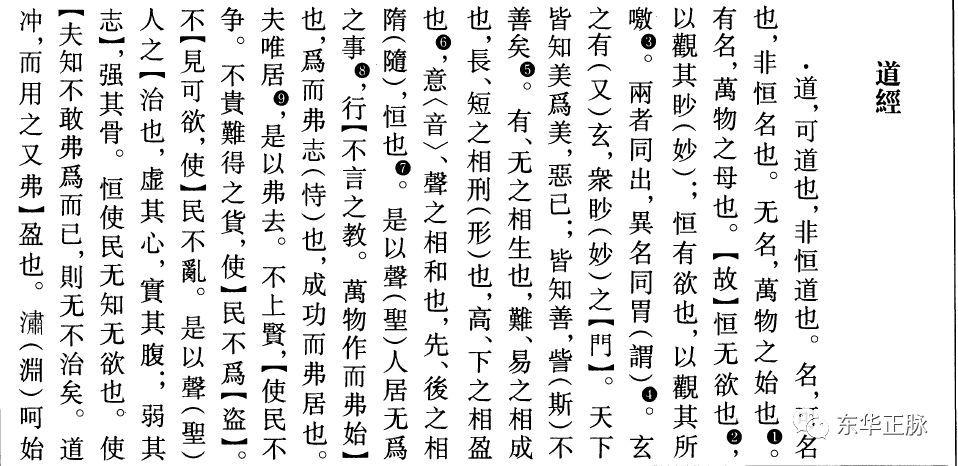 道經
·道，可道也，非恒道也。名，可名
也，非恒名也。无名，萬物之始也❶。
有名，萬物之母也。【故】恒无欲也❷，
以觀其眇(妙)；恒有欲也，以觀其所
噭❸。兩者同出，異名同胃(謂)❹。玄
之有(又)玄，衆眇(妙)之【門】。天下
皆知美爲美，惡已；皆知善，訾(斯)不
善矣❺。有、无之相生也，難、易之相成
也，長、短之相刑(形)也，高、下之相盈
也❻，意〈音〉、聲之相和也，先、後之相
隋(隨)，恒也❼。是以聲(聖)人居无爲
之事❽，行【不言之教。萬物作而弗始】
也，爲而弗志(恃)也，成功而弗居也。
夫唯居❾，是以弗去。不上賢，【使民不
争。不貴難得之貨，使】民不爲【盗】。
不【見可欲，使】民不亂。是以聲(聖)
人之【治也，虚其心，實其腹；弱其
志】，强其骨。恒使民无知无欲也。使
【夫知不敢弗爲而已，則无不治矣。道
冲，而用之又弗】盈也。潚(淵)呵始
东华正脉